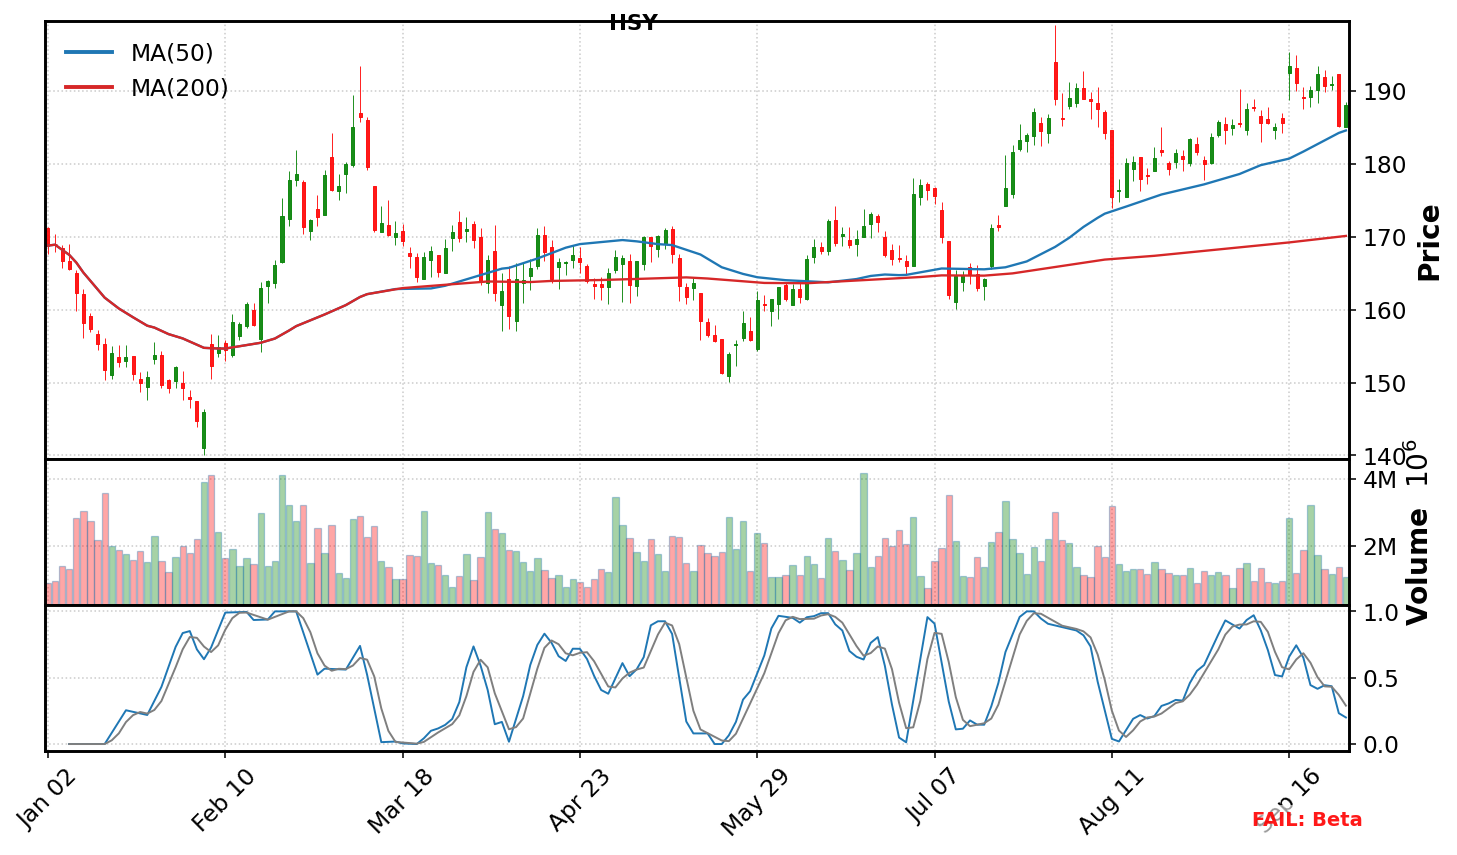 HSY
MA(50)
MA(200)
190
180
170
160
150
140
Price
10^6
4M
2M
Volume
1.0
0.5
0.0
Jan 02
Feb 10
Mar 18
Apr 23
May 29
Jul 07
Aug 11
Sep 16
FAIL: Beta